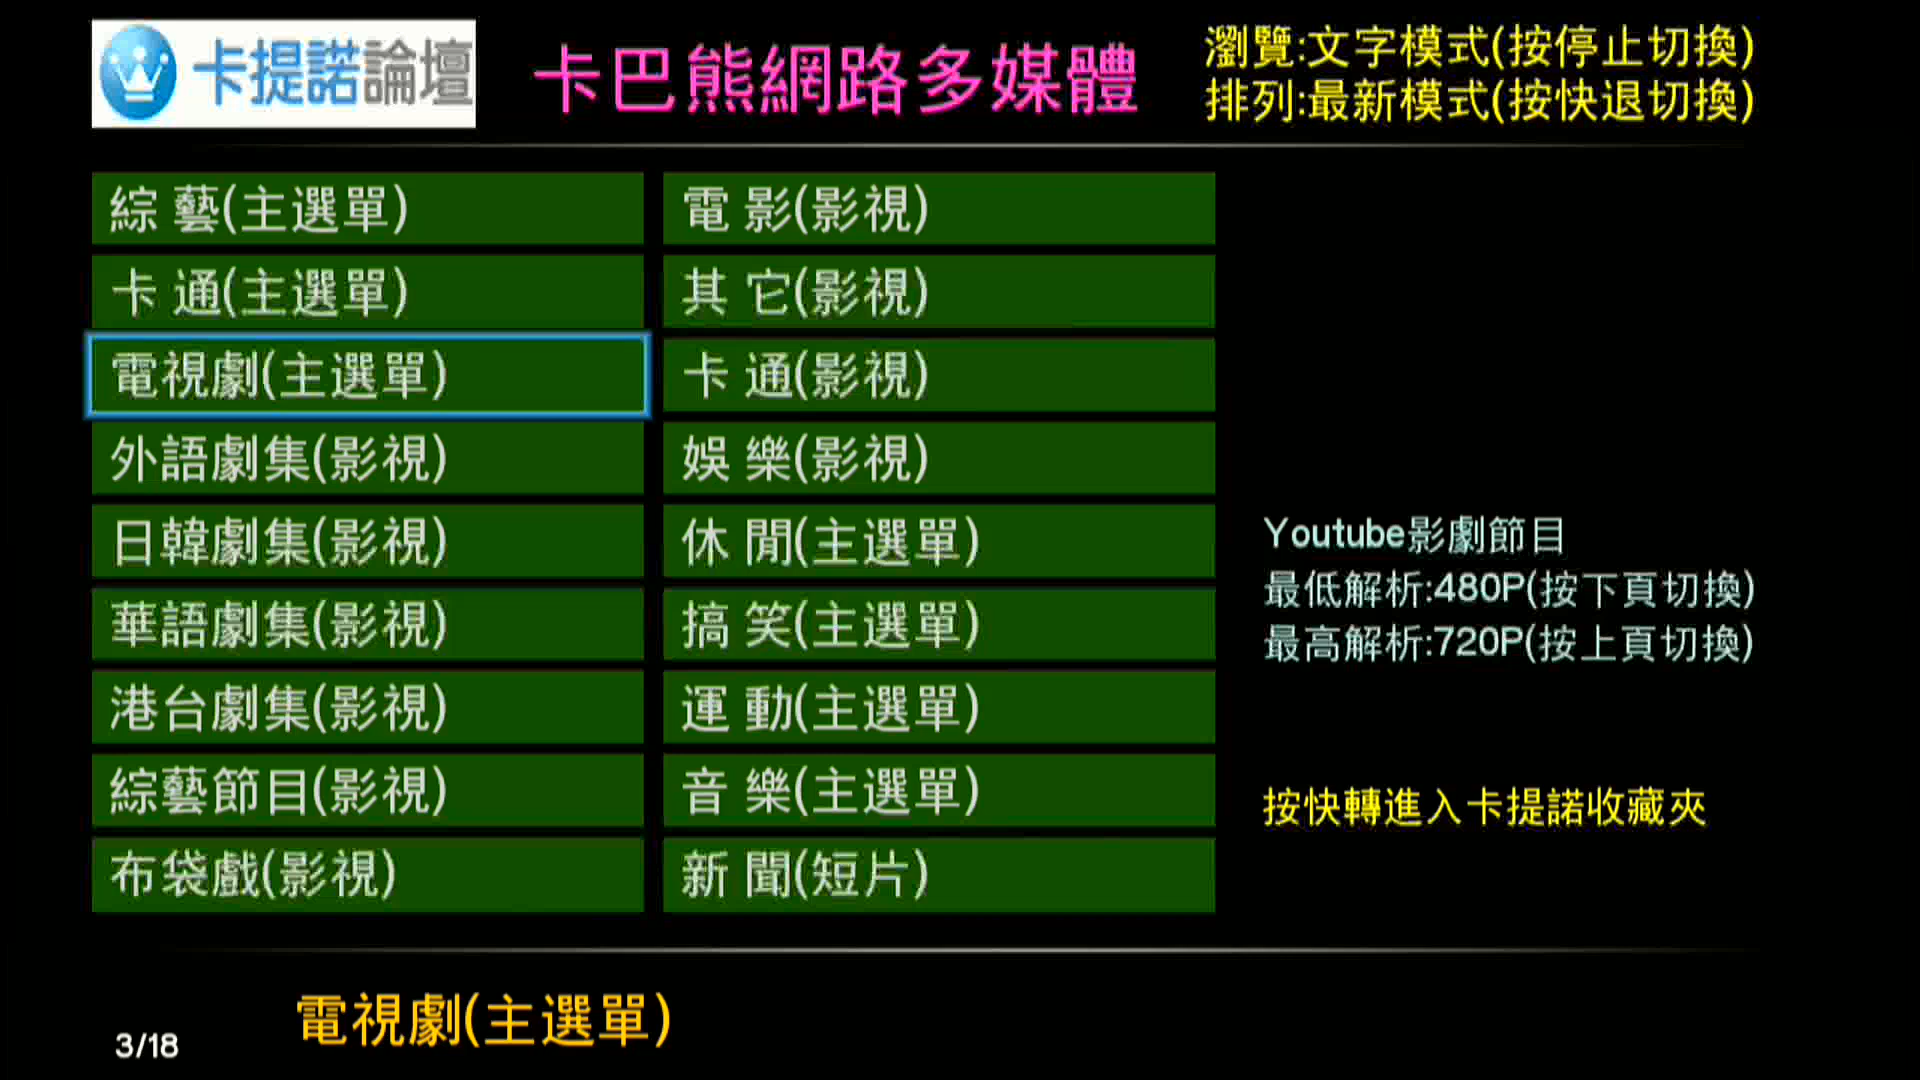 卡提諾論壇
卡巴熊網路多媒體
瀏覽:文字模式(按停止切換)
排列:最新模式(按快退切換)
綜 藝(主選單)
卡 通(主選單)
電視劇(主選單)
外語劇集(影視)
日韓劇集(影視)
華語劇集(影視)
港台劇集(影視)
綜藝節目(影視)
布袋戲(影視)
電 影(影視)
其 它(影視)
卡 通(影視)
娛 樂(影視)
休 閒(主選單)
搞 笑(主選單)
運 動(主選單)
音 樂(主選單)
新 聞(短片)
Youtube影劇節目
最低解析:480P(按下頁切換)
最高解析:720P(按上頁切換)
按快轉進入卡提諾收藏夾
電視劇(主選單)
3/18